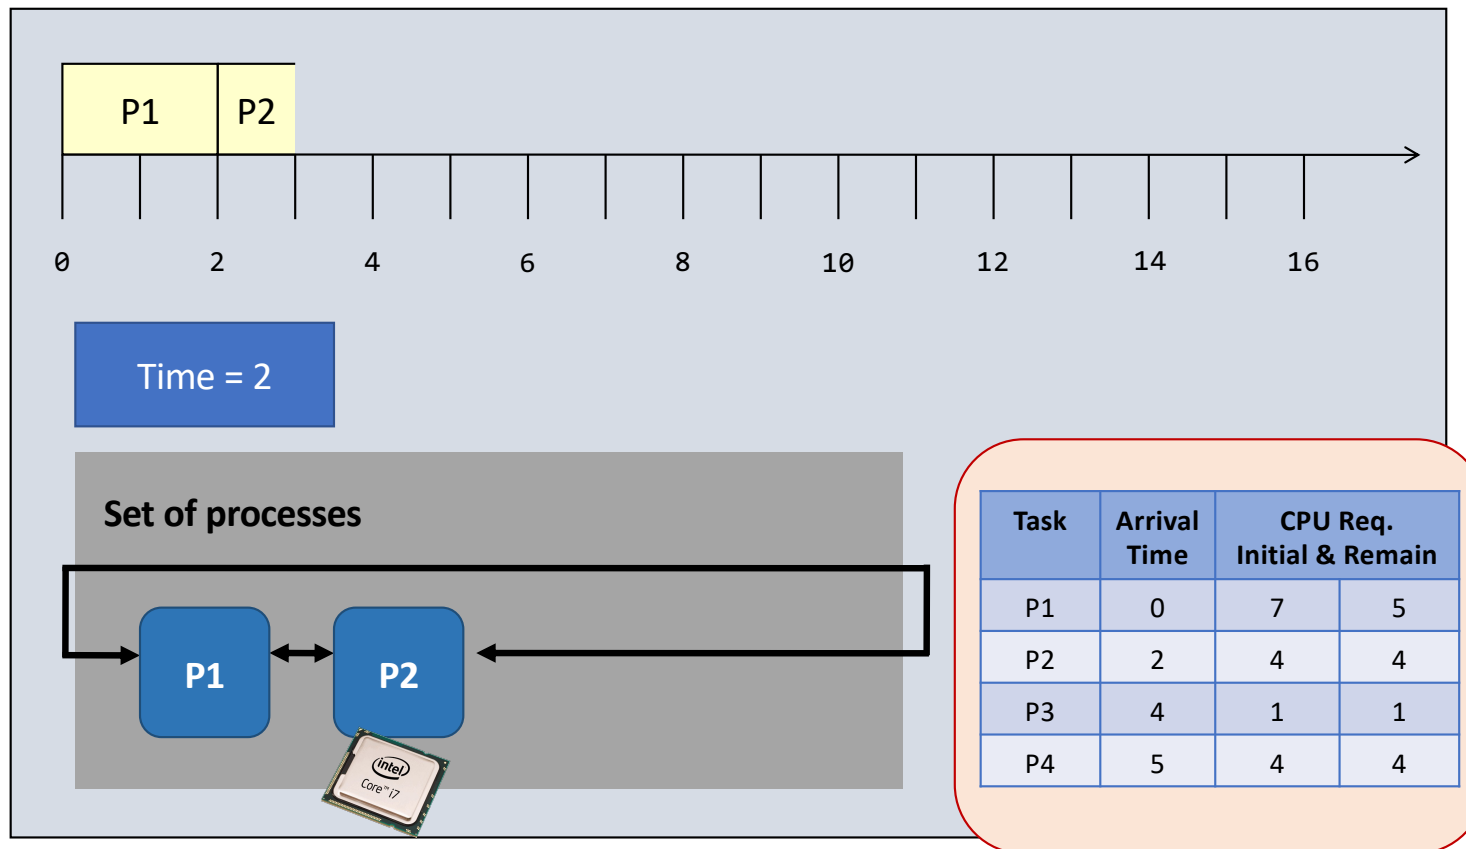 P1 P2
0 2 4 6 8 10 12 14 16
Time = 2
Set of processes
P1 P2
intel
Core™ i7
Task Arrival Time CPU Req. Initial & Remain
P1 0 7 5
P2 2 4 4
P3 4 1 1
P4 5 4 4